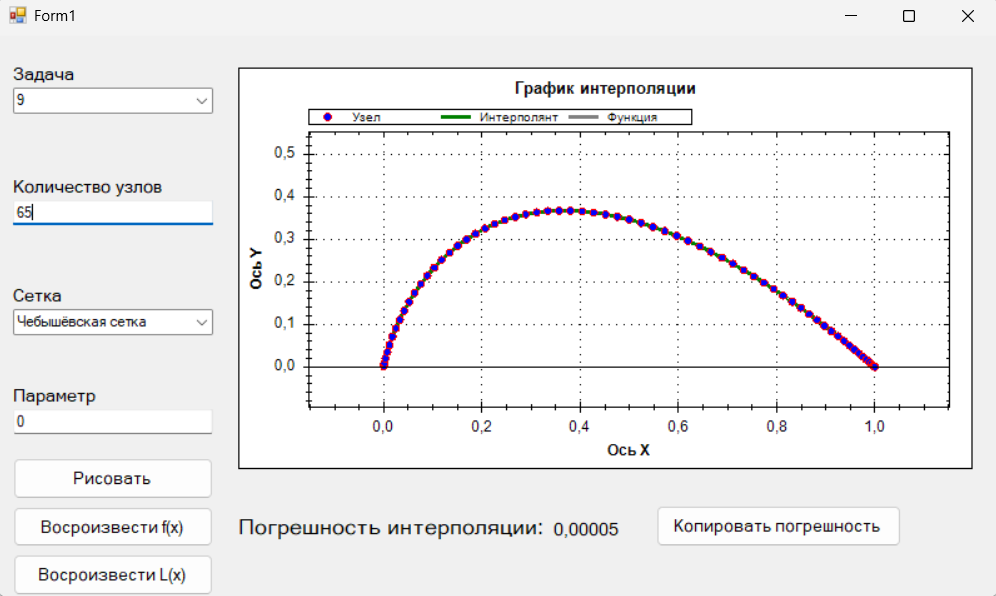 Form1
Задача
9
Количество узлов
65
Сетка
Чебышёвская сетка
Параметр
0
Рисовать
Восроизвести f(x)
Восроизвести L(x)
График интерполяции
Узел Интерполянт Функция
Ось Y
0,5
0,4
0,3
0,2
0,1
0,0
0,0 0,2 0,4 0,6 0,8 1,0
Ось X
Погрешность интерполяции: 0,00005
Копировать погрешность